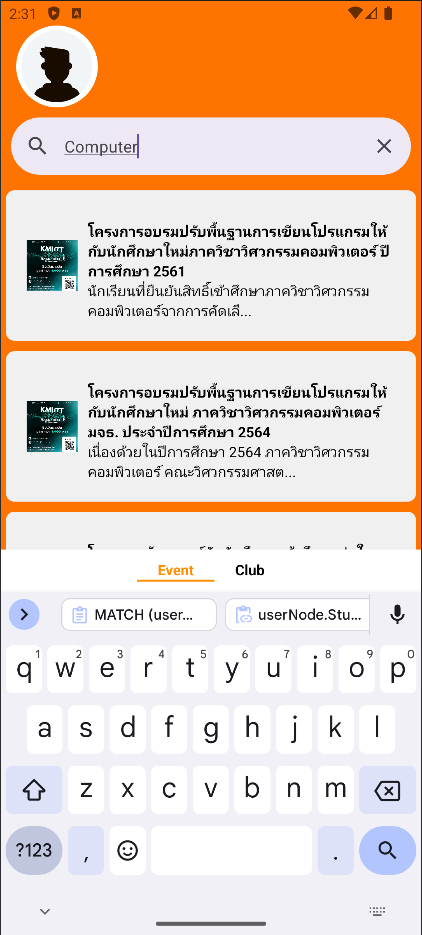 2:31
Computer
โครงการอบรมปรับพื้นฐานการเขียนโปรแกรมให้
กับนักศึกษาใหม่ภาควิชาวิศวกรรมคอมพิวเตอร์ ปี
การศึกษา 2561
นักเรียนที่ยืนยันสิทธิ์เข้าศึกษาภาควิชาวิศวกรรม
คอมพิวเตอร์จากการคัดเลื...
โครงการอบรมปรับพื้นฐานการเขียนโปรแกรมให้
กับนักศึกษาใหม่ ภาควิชาวิศวกรรมคอมพิวเตอร์
มจธ. ประจำปีการศึกษา 2564
เนื่องด้วยในปีการศึกษา 2564 ภาควิชาวิศวกรรม
คอมพิวเตอร์ คณะวิศวกรรมศาสต...
Event Club
MATCH (user... userNode.Stu...
q1 w2 e3 r4 t5 y6 u7 i8 o9 p0
a s d f g h j k l
z x c v b n m
?123 , .